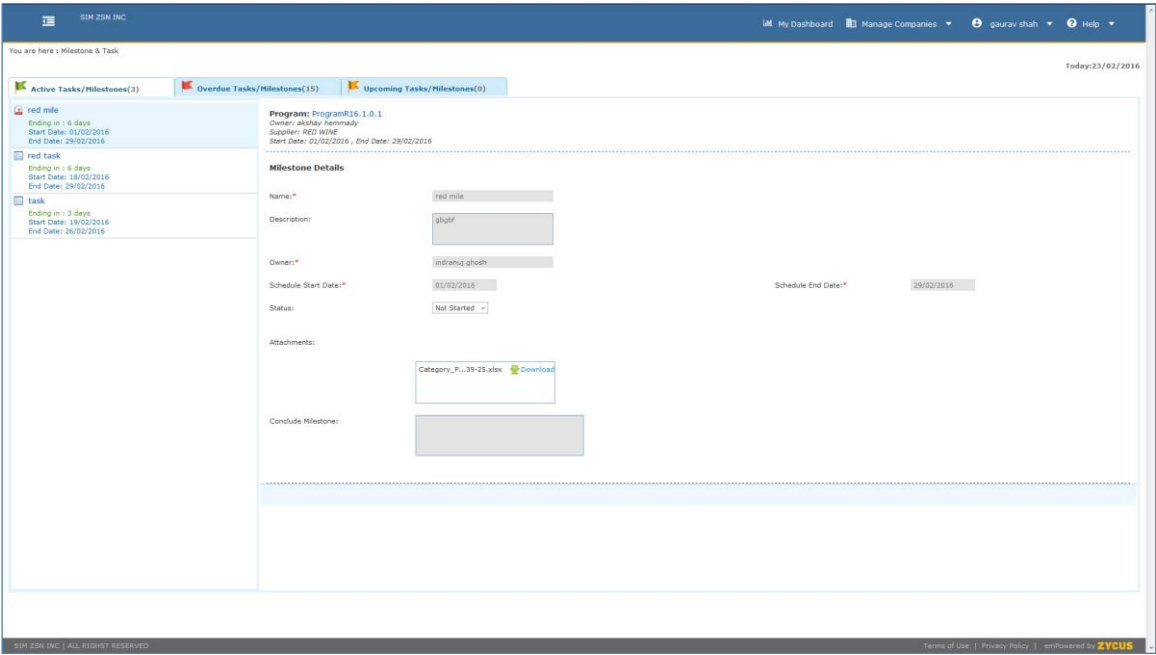 SIM ZSN INC
My Dashboard Manage Companies gaurav shah Help
You are here : Milestone & Task
Today:23/02/2016
Active Tasks/Milestones(3) Overdue Tasks/Milestones(15) Upcoming Tasks/Milestones(0)
red mile
Ending in : 6 days
Start Date: 01/02/2016
End Date: 29/02/2016
red task
Ending in : 6 days
Start Date: 18/02/2016
End Date: 29/02/2016
task
Ending in : 3 days
Start Date: 19/02/2016
End Date: 26/02/2016
Program: ProgramR16.1.0.1
Owner: akshay hemmady
Supplier: RED WINE
Start Date: 01/02/2016 , End Date: 29/02/2016
Milestone Details
Name:* red mile
Description: gbgbf
Owner:* indranuj ghosh
Schedule Start Date:* 01/02/2016 Schedule End Date:* 29/02/2016
Status: Not Started
Attachments:
Category_P...39-25.xlsx Download
Conclude Milestone:
SIM ZSN INC | ALL RIGHST RESERVED Terms of Use | Privacy Policy | emPowered by ZYCUS